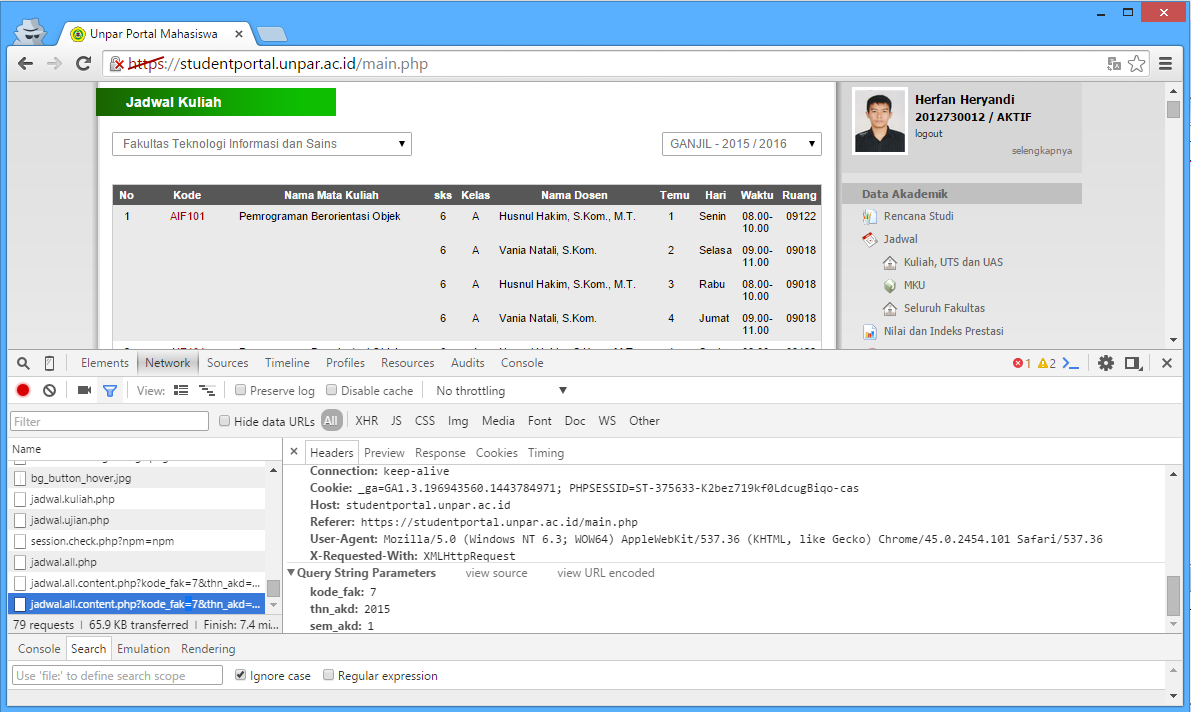 Unpar Portal Mahasiswa
https://studentportal.unpar.ac.id/main.php
Jadwal Kuliah
Fakultas Teknologi Informasi dan Sains
GANJIL - 2015 / 2016
No Kode Nama Mata Kuliah sks Kelas Nama Dosen Temu Hari Waktu Ruang
1 AIF101 Pemrograman Berorientasi Objek 6 A Husnul Hakim, S.Kom., M.T. 1 Senin 08.00-10.00 09122
6 A Vania Natali, S.Kom. 2 Selasa 09.00-11.00 09018
6 A Husnul Hakim, S.Kom., M.T. 3 Rabu 08.00-10.00 09018
6 A Vania Natali, S.Kom. 4 Jumat 09.00-11.00 09018
Herfan Heryandi
2012730012 / AKTIF
logout
selengkapnya
Data Akademik
Rencana Studi
Jadwal
Kuliah, UTS dan UAS
MKU
Seluruh Fakultas
Nilai dan Indeks Prestasi
Elements Network Sources Timeline Profiles Resources Audits Console
1 2
View: Preserve log Disable cache No throttling
Filter Hide data URLs All XHR JS CSS Img Media Font Doc WS Other
Name
bg_button_hover.jpg
jadwal.kuliah.php
jadwal.ujian.php
session.check.php?npm=npm
jadwal.all.php
jadwal.all.content.php?kode_fak=7&thn_akd=...
jadwal.all.content.php?kode_fak=7&thn_akd=...
79 requests | 65.9 KB transferred | Finish: 7.4 mi...
Headers Preview Response Cookies Timing
Connection: keep-alive
Cookie: _ga=GA1.3.196943560.1443784971; PHPSESSID=ST-375633-K2bez719kf0LdcugBiqo-cas
Host: studentportal.unpar.ac.id
Referer: https://studentportal.unpar.ac.id/main.php
User-Agent: Mozilla/5.0 (Windows NT 6.3; WOW64) AppleWebKit/537.36 (KHTML, like Gecko) Chrome/45.0.2454.101 Safari/537.36
X-Requested-With: XMLHttpRequest
Query String Parameters view source view URL encoded
kode_fak: 7
thn_akd: 2015
sem_akd: 1
Console Search Emulation Rendering
Use 'file:' to define search scope Ignore case Regular expression